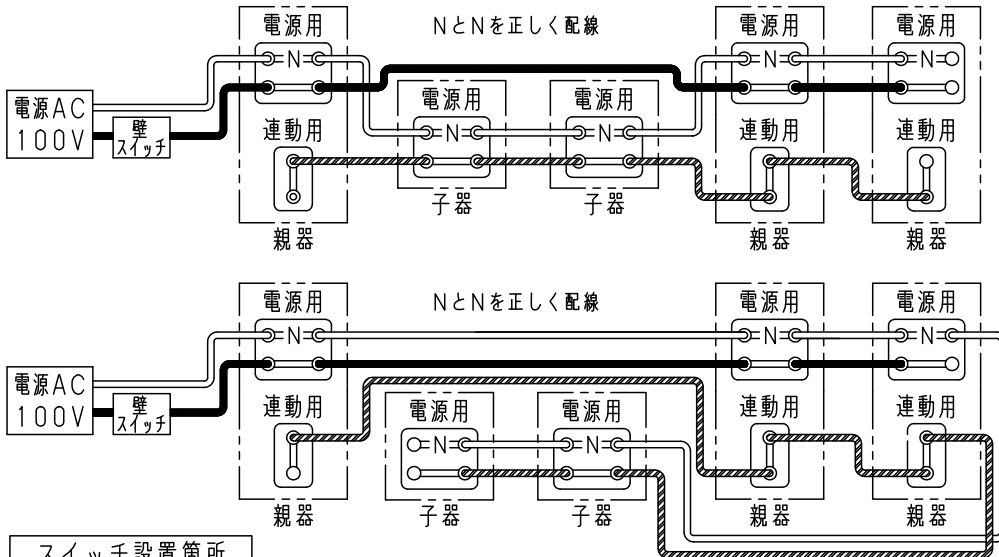 電源用
NとNを正しく配線
電源用
電源用
N
N
N
電源AC
100V
壁
スイッチ
電源用
電源用
連動用
N
N
連動用
連動用
子器
子器
親器
親器
親器
電源用
NとNを正しく配線
電源用
電源用
N
N
N
電源AC
100V
壁
スイッチ
連動用
電源用
電源用
連動用
連動用
N
N
親器
子器
子器
親器
親器
スイッチ設置箇所